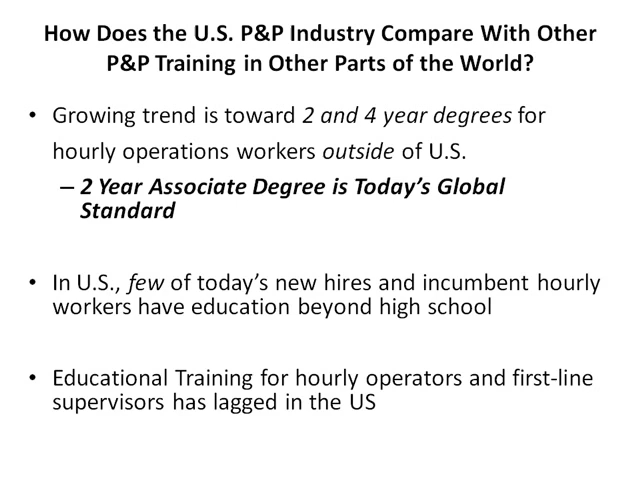 How Does the U.S. P&P Industry Compare With Other
P&P Training in Other Parts of the World?
• Growing trend is toward 2 and 4 year degrees for
hourly operations workers outside of U.S.
– 2 Year Associate Degree is Today's Global
Standard
• In U.S., few of today's new hires and incumbent hourly
workers have education beyond high school
• Educational Training for hourly operators and first-line
supervisors has lagged in the US